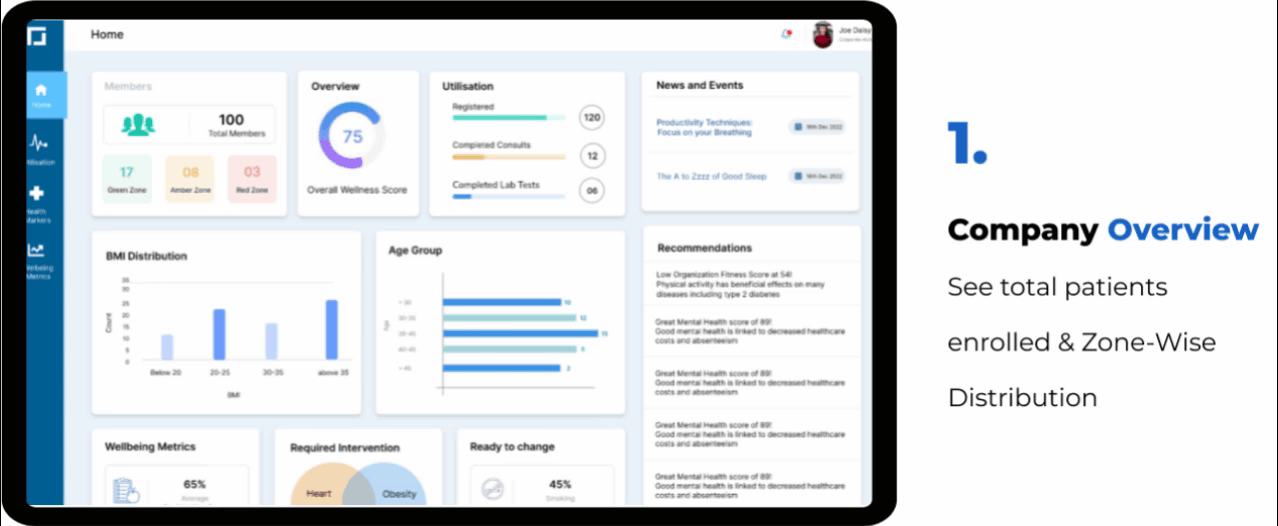 Home
Joe Daisy
Home
Utilisation
Health
Markers
Wellbeing
Metrics
Members
100
Total Members
17
Green Zone
08
Amber Zone
03
Red Zone
Overview
75
Overall Wellness Score
Utilisation
Registered
120
Completed Consults
12
Completed Lab Tests
06
News and Events
Productivity Techniques:
Focus on your Breathing
16th Dec 2022
The A to Zzzz of Good Sleep
16th Dec 2022
BMI Distribution
Count
35
30
25
20
15
10
5
0
Below 20
20-25
30-35
above 35
BMI
Age Group
Age
< 30
10
30-35
12
15
40-45
> 45
2
Recommendations
Low Organization Fitness Score at 54!
Physical activity has beneficial effects on many
diseases including type 2 diabetes
Great Mental Health score of 89!
Good mental health is linked to decreased healthcare
costs and absenteeism
Great Mental Health score of 89!
Good mental health is linked to decreased healthcare
costs and absenteeism
Great Mental Health score of 89!
Good mental health is linked to decreased healthcare
costs and absenteeism
Great Mental Health score of 89!
Good mental health is linked to decreased healthcare
costs and absenteeism
Wellbeing Metrics
65%
Average
Required Intervention
Heart
Obesity
Ready to change
45%
Smoking
1.
Company Overview
See total patients
enrolled & Zone-Wise
Distribution